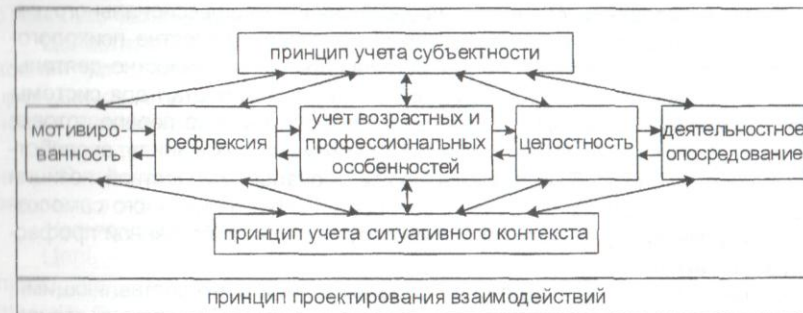 принцип учета субъектности
мотивиро-
ванность
рефлексия
учет возрастных и
профессиональных
особенностей
целостность
деятельностное
опосредование
принцип учета ситуативного контекста
принцип проектирования взаимодействий